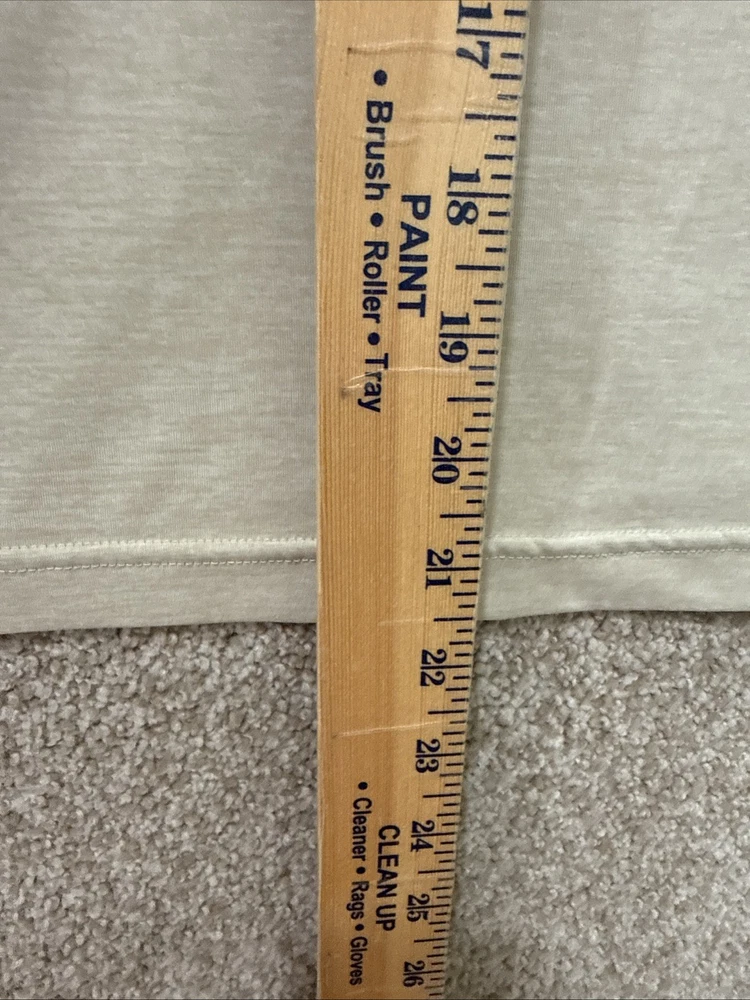 17
18
19
20
21
22
23
24
25
26
PAINT
• Brush • Roller • Tray
CLEAN UP
• Cleaner • Rags • Gloves